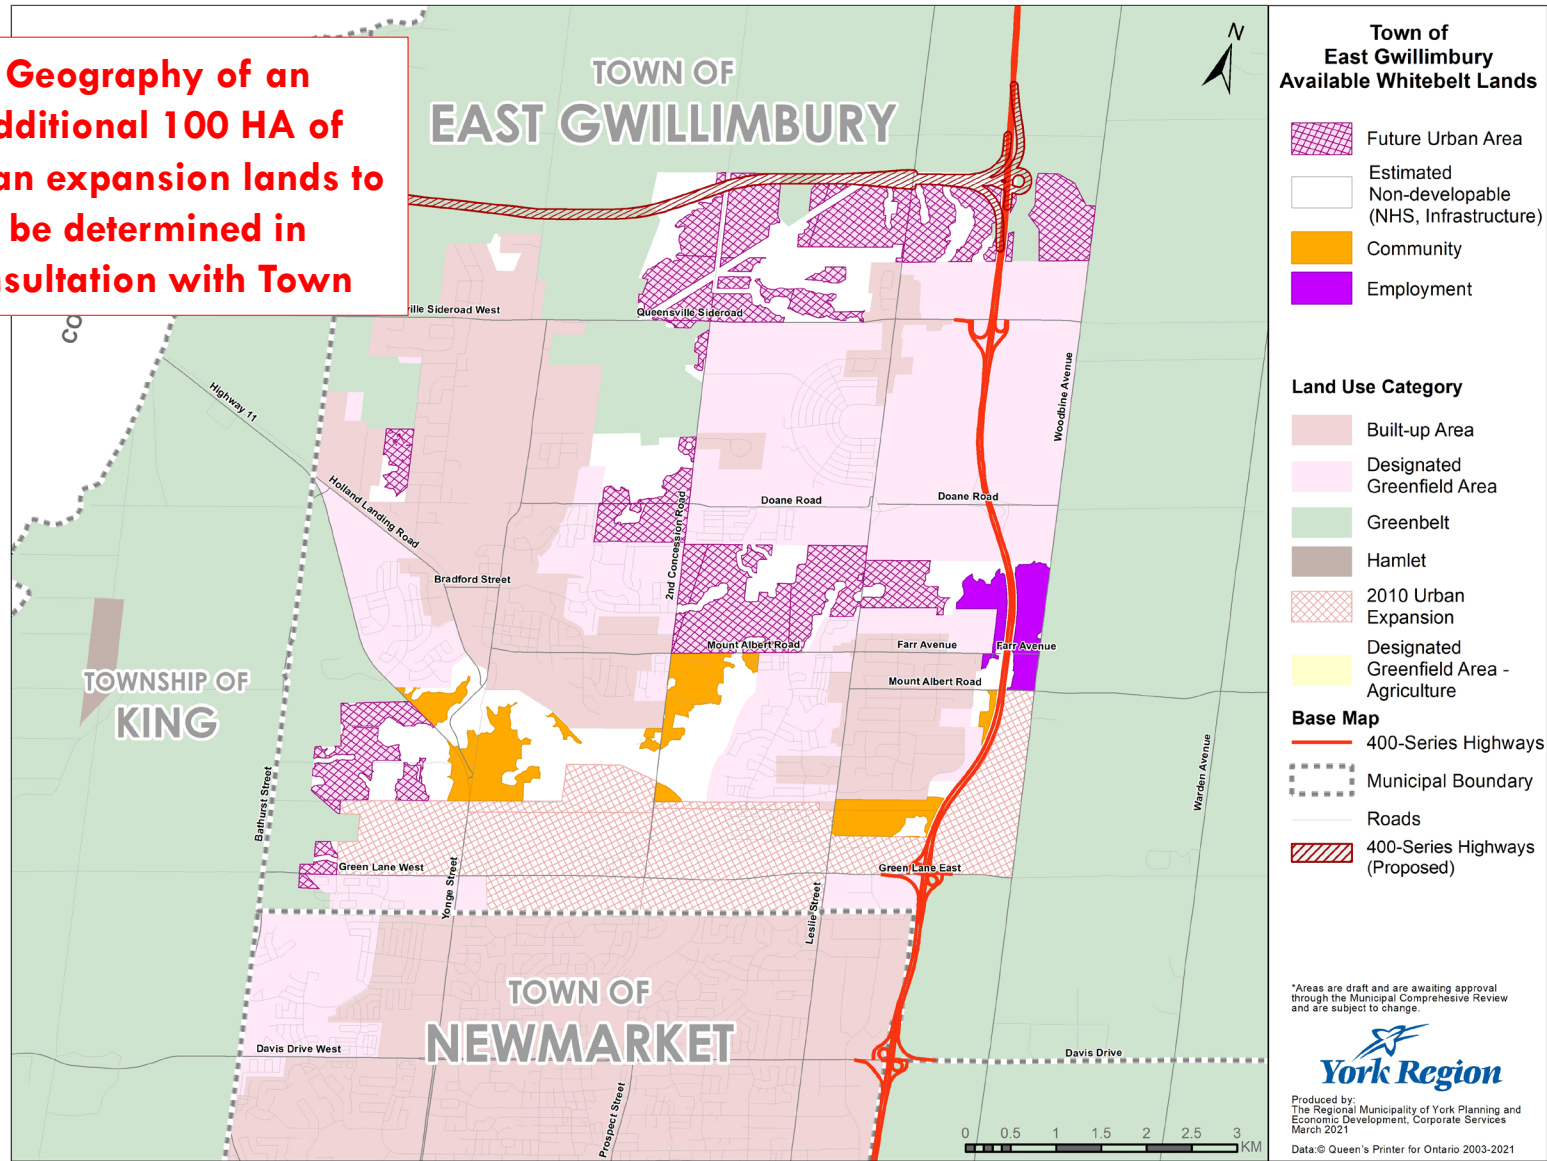 Geography of an
dditional 100 HA of
an expansion lands to
be determined in
nsultation with Town
TOWN OF
EAST GWILLIMBURY
N
CO
ville Sideroad West
Queensville Sideroad
Highway 11
Woodbine Avenue
Holland Landing Road
2nd Concession Road
Doane Road
Doane Road
Bradford Street
Mount Albert Road
Farr Avenue
Farr Avenue
Mount Albert Road
TOWNSHIP OF
KING
Bathurst Street
Warden Avenue
Green Lane West
Green Lane East
Yonge Street
Leslie Street
TOWN OF
NEWMARKET
Davis Drive West
Davis Drive
Prospect Street
0 0.5 1 1.5 2 2.5 3
KM
Town of
East Gwillimbury
Available Whitebelt Lands
Future Urban Area
Estimated
Non-developable
(NHS, Infrastructure)
Community
Employment
Land Use Category
Built-up Area
Designated
Greenfield Area
Greenbelt
Hamlet
2010 Urban
Expansion
Designated
Greenfield Area -
Agriculture
Base Map
400-Series Highways
Municipal Boundary
Roads
400-Series Highways
(Proposed)
*Areas are draft and are awaiting approval
through the Municipal Comprehesive Review
and are subject to change.
York Region
Produced by:
The Regional Municipality of York Planning and
Economic Development, Corporate Services
March 2021
Data:© Queen's Printer for Ontario 2003-2021